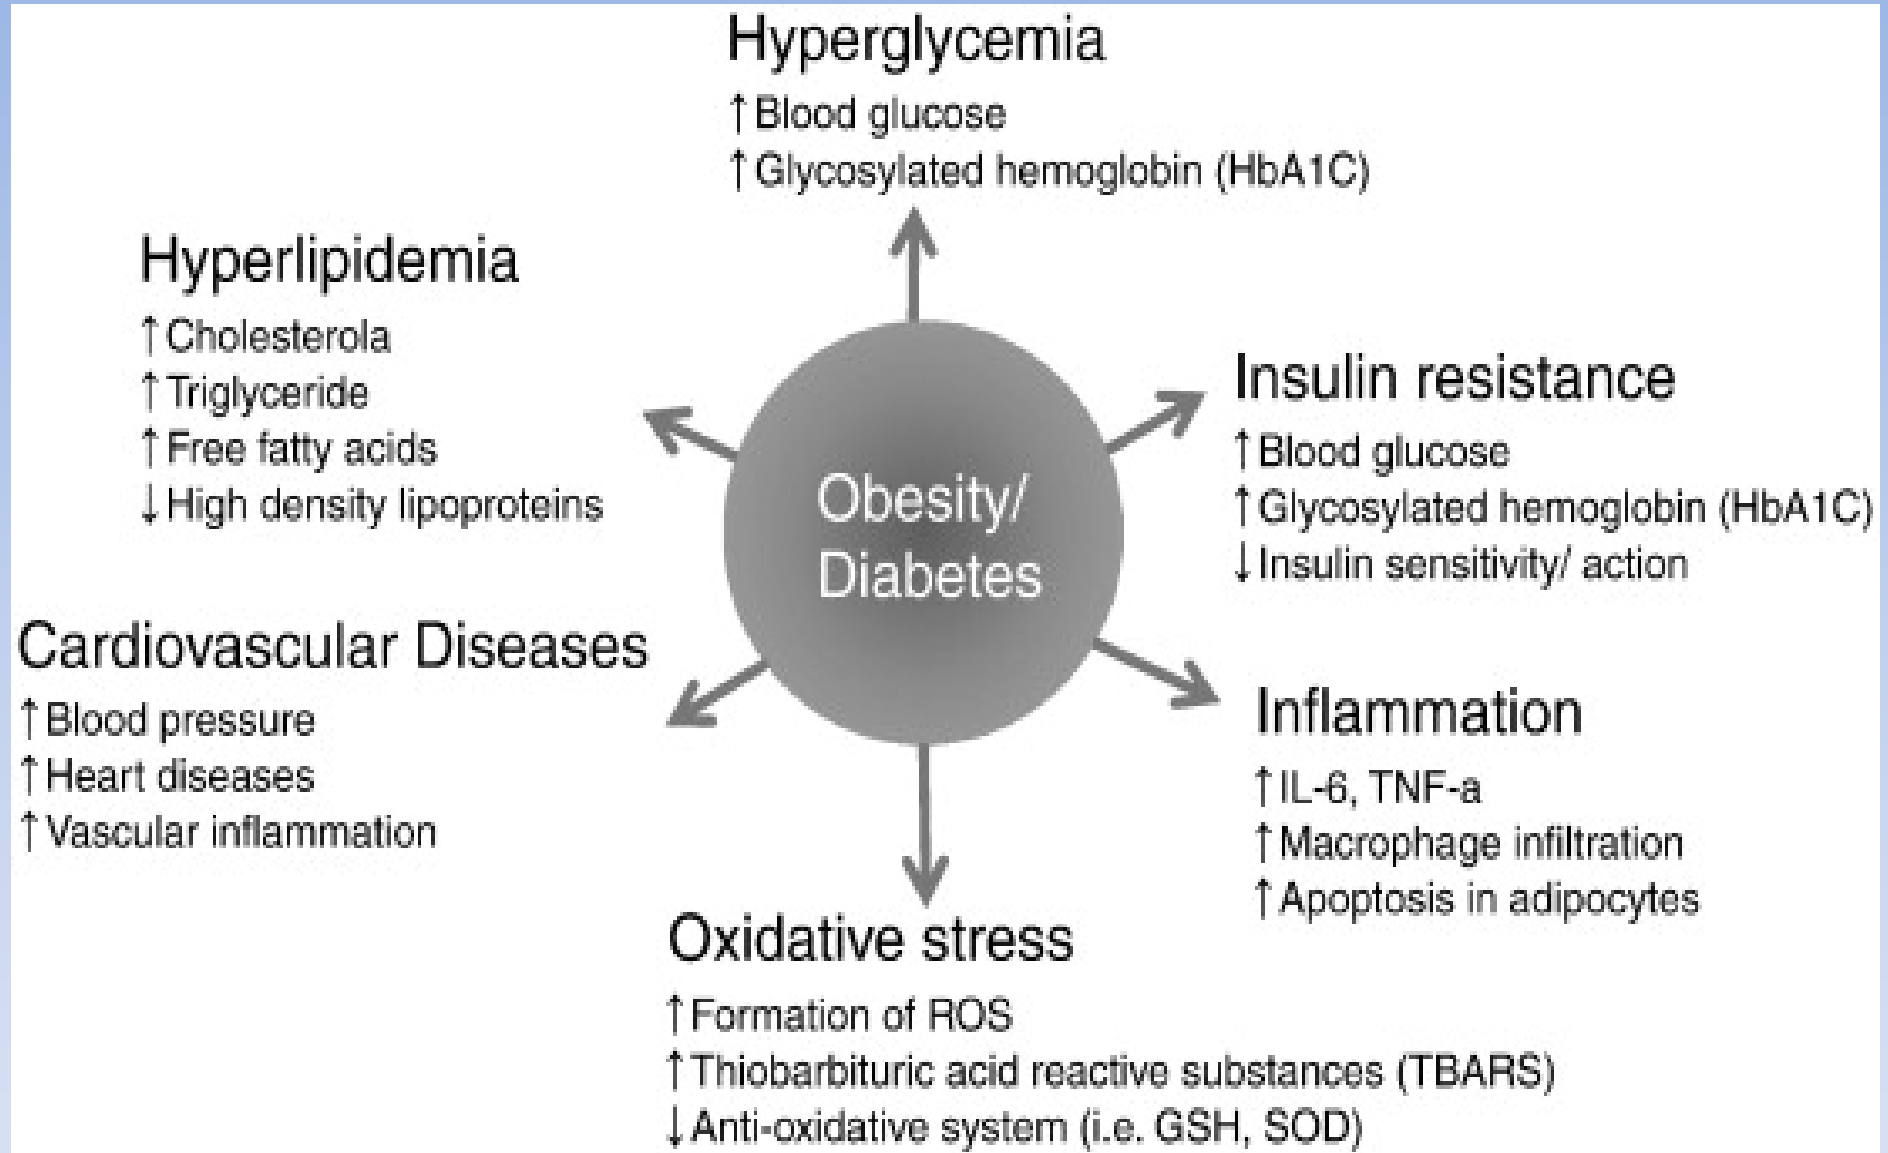 Hyperglycemia
↑Blood glucose
↑Glycosylated hemoglobin (HbA1C)
Hyperlipidemia
↑Cholesterola
↑Triglyceride
↑Free fatty acids
↓High density lipoproteins
Insulin resistance
↑Blood glucose
↑Glycosylated hemoglobin (HbA1C)
↓Insulin sensitivity/ action
Obesity/
Diabetes
Cardiovascular Diseases
↑Blood pressure
↑Heart diseases
↑Vascular inflammation
Inflammation
↑IL-6, TNF-a
↑Macrophage infiltration
↑Apoptosis in adipocytes
Oxidative stress
↑Formation of ROS
↑Thiobarbituric acid reactive substances (TBARS)
↓Anti-oxidative system (i.e. GSH, SOD)